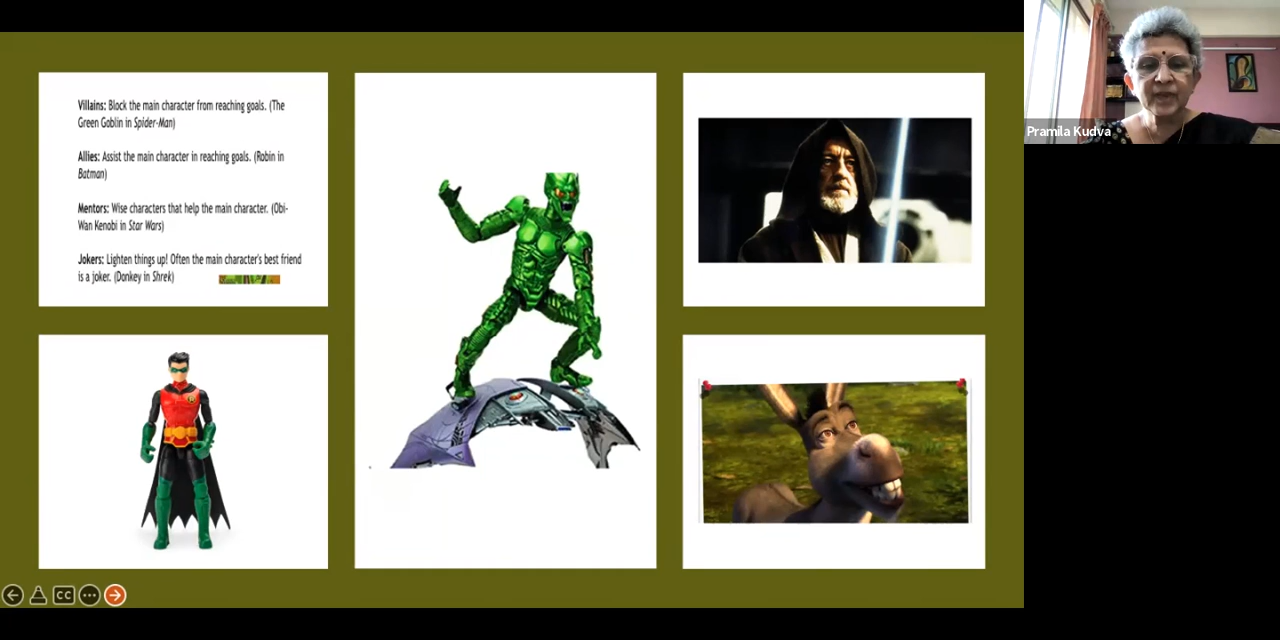 Villains: Block the main character from reaching goals. (The
Green Goblin in Spider-Man)
Allies: Assist the main character in reaching goals. (Robin in
Batman)
Mentors: Wise characters that help the main character. (Obi-
Wan Kenobi in Star Wars)
Jokers: Lighten things up! Often the main character's best friend
is a joker. (Donkey in Shrek)
Pramila Kudva
R
CC